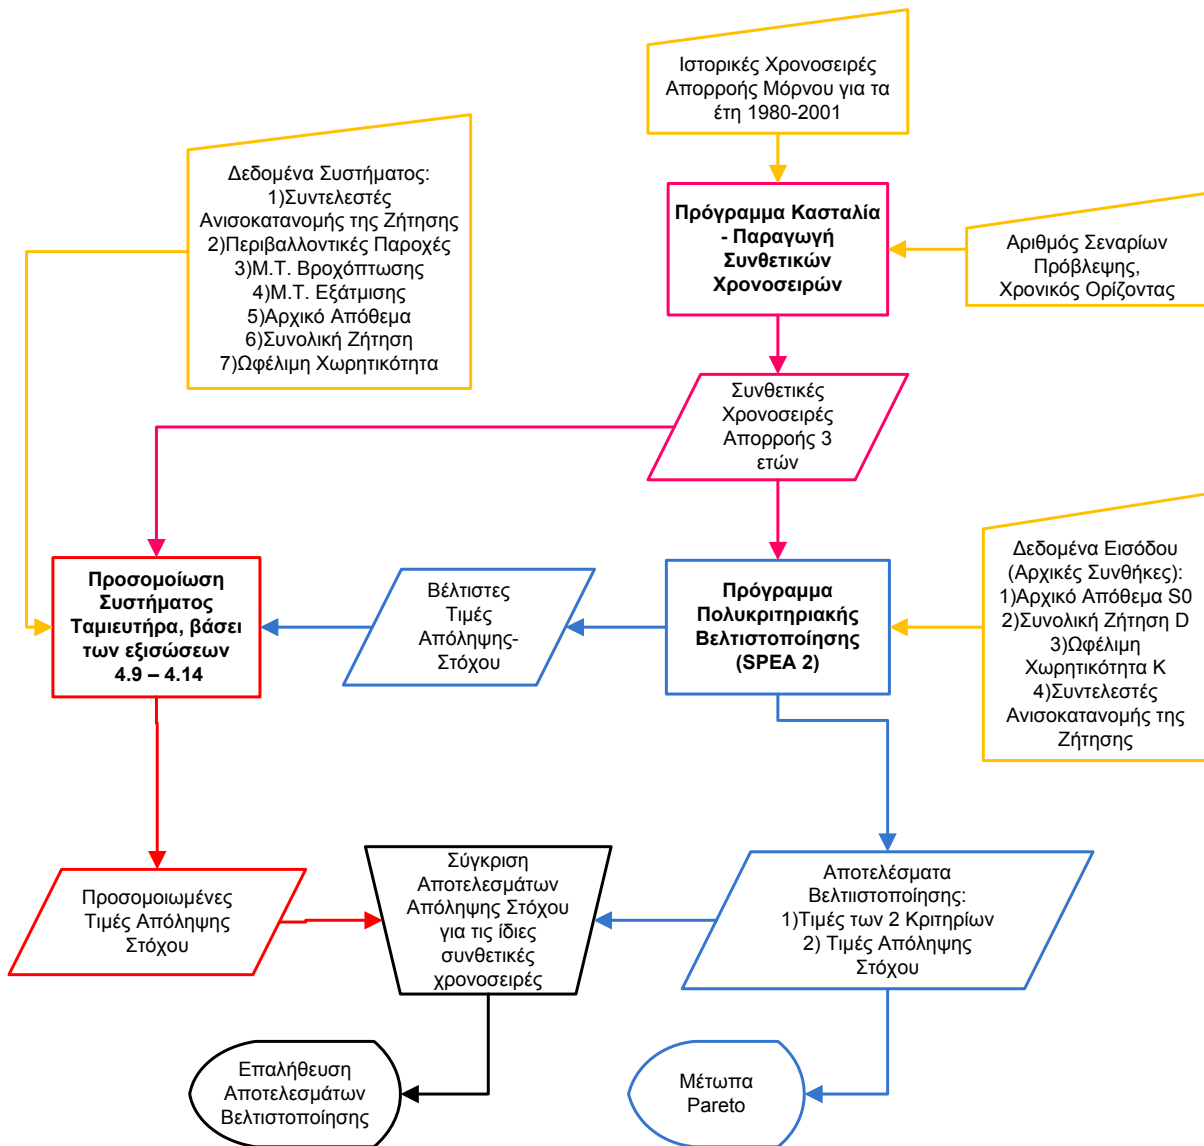 Ιστορικές Χρονοσειρές
Απορροής Μόρνου για τα
έτη 1980-2001
Δεδομένα Συστήματος:
1)Συντελεστές
Ανισοκατανομής της Ζήτησης
2)Περιβαλλοντικές Παροχές
3)Μ.Τ. Βροχόπτωσης
4)Μ.Τ. Εξάτμισης
5)Αρχικό Απόθεμα
6)Συνολική Ζήτηση
7)Ωφέλιμη Χωρητικότητα
Πρόγραμμα Κασταλία
- Παραγωγή
Συνθετικών
Χρονοσειρών
Αριθμός Σεναρίων
Πρόβλεψης,
Χρονικός Ορίζοντας
Συνθετικές
Χρονοσειρές
Απορροής 3
ετών
Προσομοίωση
Συστήματος
Ταμιευτήρα, βάσει
των εξισώσεων
4.9 – 4.14
Βέλτιστες
Τιμές
Απόληψης-
Στόχου
Πρόγραμμα
Πολυκριτηριακής
Βελτιστοποίησης
(SPEA 2)
Δεδομένα Εισόδου
(Αρχικές Συνθήκες):
1)Αρχικό Απόθεμα S0
2)Συνολική Ζήτηση D
3)Ωφέλιμη
Χωρητικότητα K
4)Συντελεστές
Ανισοκατανομής της
Ζήτησης
Προσομοιωμένες
Τιμές Απόληψης
Στόχου
Σύγκριση
Αποτελεσμάτων
Απόληψης Στόχου
για τις ίδιες
συνθετικές
χρονοσειρές
Αποτελέσματα
Βελτιιστοποίησης:
1)Τιμές των 2 Κριτηρίων
2) Τιμές Απόληψης
Στόχου
Επαλήθευση
Αποτελεσμάτων
Βελτιστοποίησης
Μέτωπα
Pareto